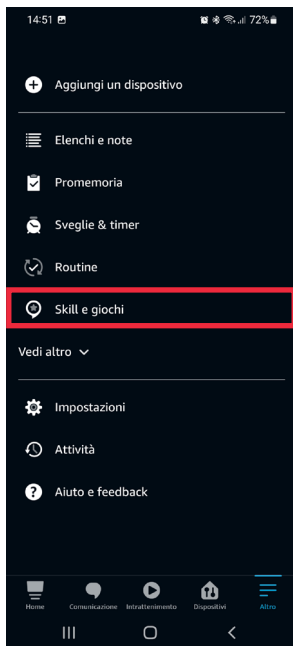 14:51 72%
Aggiungi un dispositivo
Elenchi e note
Promemoria
Sveglie & timer
Routine
Skill e giochi
Vedi altro
Impostazioni
Attività
Aiuto e feedback
Home Comunicazione Intrattenimento Dispositivi Altro